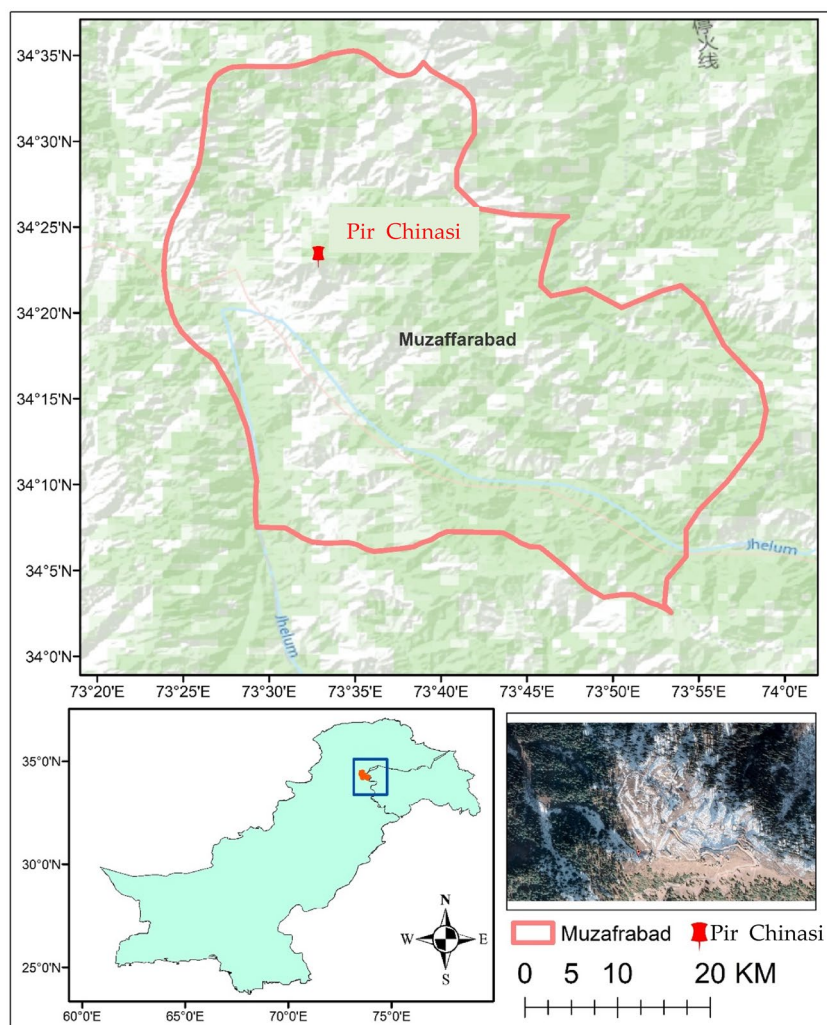 停火线
34°35'N
34°30'N
34°25'N
34°20'N
34°15'N
34°10'N
34°5'N
34°0'N
Pir Chinasi
Muzaffarabad
Jhelum
Jhelum
73°20'E 73°25'E 73°30'E 73°35'E 73°40'E 73°45'E 73°50'E 73°55'E 74°0'E
35°0'N
30°0'N
25°0'N
N
W E
S
60°0'E 65°0'E 70°0'E 75°0'E
Muzafrabad Pir Chinasi
0 5 10 20 KM